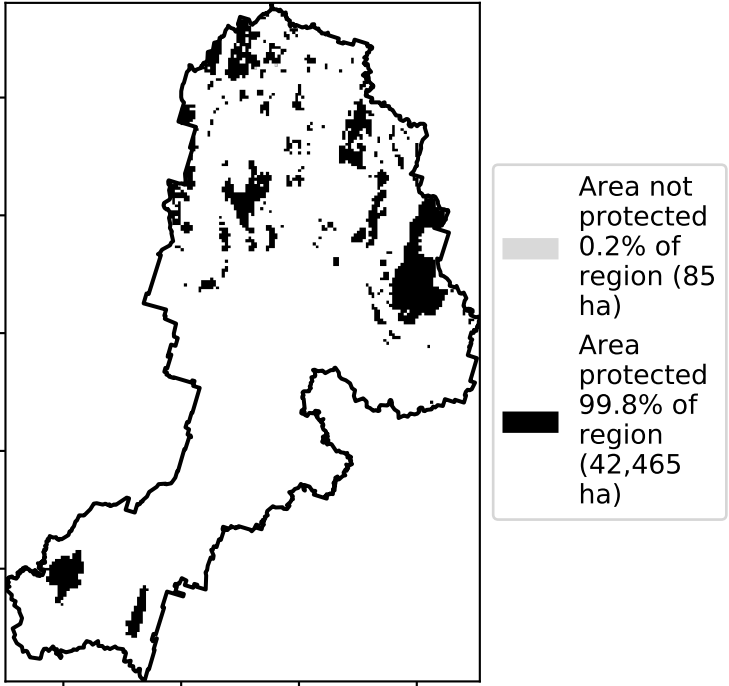 Area not
protected
0.2% of
region (85
ha)
Area
protected
99.8% of
region
(42,465
ha)